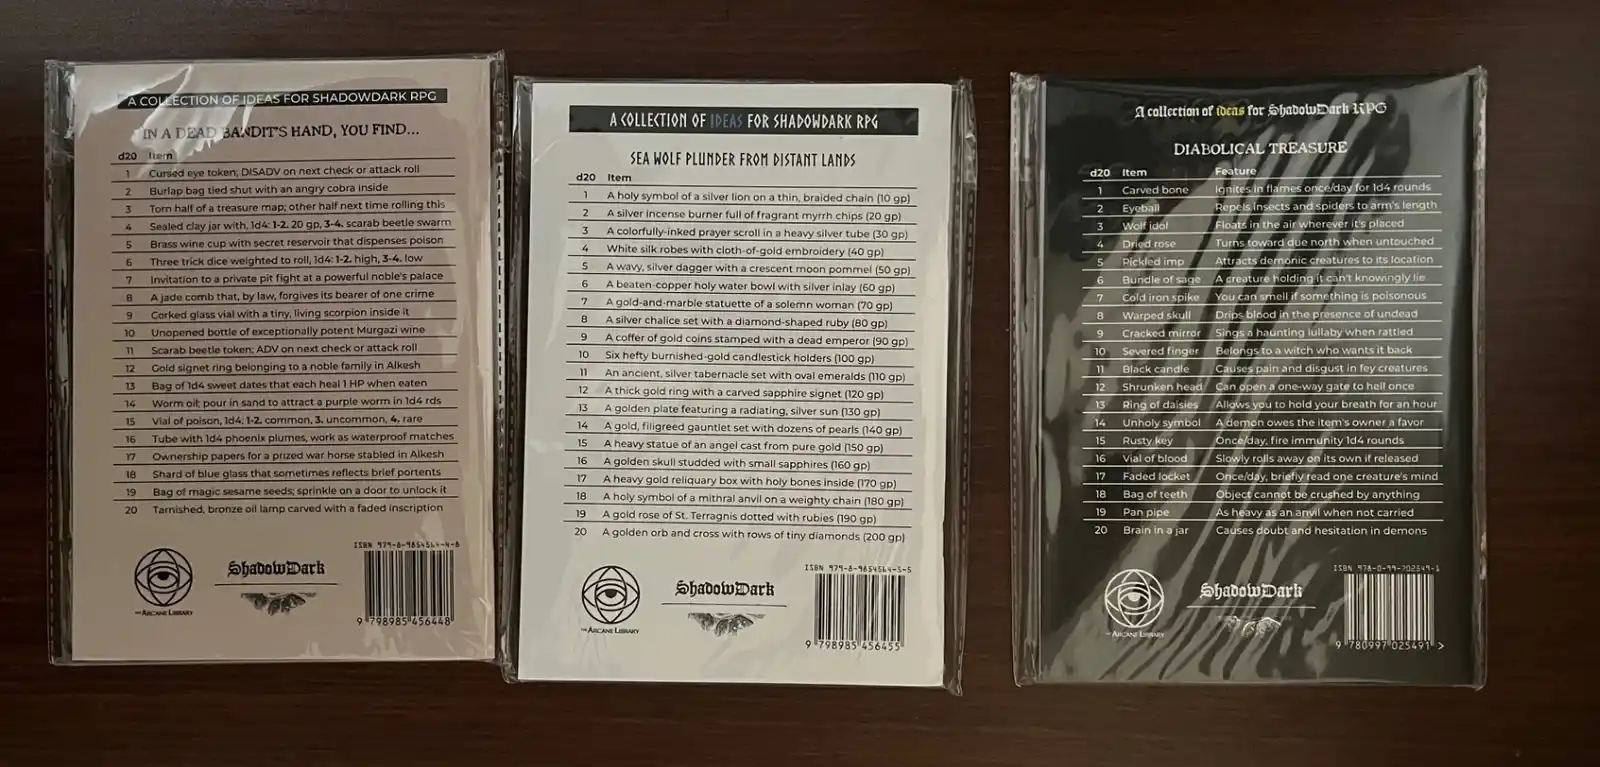 A COLLECTION OF IDEAS FOR SHADOWDARK RPG
IN A DEAD BANDIT'S HAND, YOU FIND...
d20 Item
1 Cursed eye token; DISADV on next check or attack roll
2 Burlap bag tied shut with an angry cobra inside
3 Torn half of a treasure map; other half next time rolling this
4 Sealed clay jar with, 1d4: 1-2. 20 gp, 3-4. scarab beetle swarm
5 Brass wine cup with secret reservoir that dispenses poison
6 Three trick dice weighted to roll, 1d4: 1-2. high, 3-4. low
7 Invitation to a private pit fight at a powerful noble's palace
8 A jade comb that, by law, forgives its bearer of one crime
9 Corked glass vial with a tiny, living scorpion inside it
10 Unopened bottle of exceptionally potent Murgazi wine
11 Scarab beetle token; ADV on next check or attack roll
12 Gold signet ring belonging to a noble family in Alkesh
13 Bag of 1d4 sweet dates that each heal 1 HP when eaten
14 Worm oil; pour in sand to attract a purple worm in 1d4 rds
15 Vial of poison, 1d4: 1-2. common, 3. uncommon, 4. rare
16 Tube with 1d4 phoenix plumes, work as waterproof matches
17 Ownership papers for a prized war horse stabled in Alkesh
18 Shard of blue glass that sometimes reflects brief portents
19 Bag of magic sesame seeds; sprinkle on a door to unlock it
20 Tarnished, bronze oil lamp carved with a faded inscription
ISBN 979-8-9854564-4-8
THE ARCANE LIBRARY
ShadowDark
9 798985 456448
A COLLECTION OF IDEAS FOR SHADOWDARK RPG
SEA WOLF PLUNDER FROM DISTANT LANDS
d20 Item
1 A holy symbol of a silver lion on a thin, braided chain (10 gp)
2 A silver incense burner full of fragrant myrrh chips (20 gp)
3 A colorfully-inked prayer scroll in a heavy silver tube (30 gp)
4 White silk robes with cloth-of-gold embroidery (40 gp)
5 A wavy, silver dagger with a crescent moon pommel (50 gp)
6 A beaten-copper holy water bowl with silver inlay (60 gp)
7 A gold-and-marble statuette of a solemn woman (70 gp)
8 A silver chalice set with a diamond-shaped ruby (80 gp)
9 A coffer of gold coins stamped with a dead emperor (90 gp)
10 Six hefty burnished-gold candlestick holders (100 gp)
11 An ancient, silver tabernacle set with oval emeralds (110 gp)
12 A thick gold ring with a carved sapphire signet (120 gp)
13 A golden plate featuring a radiating, silver sun (130 gp)
14 A gold, filigreed gauntlet set with dozens of pearls (140 gp)
15 A heavy statue of an angel cast from pure gold (150 gp)
16 A golden skull studded with small sapphires (160 gp)
17 A heavy gold reliquary box with holy bones inside (170 gp)
18 A holy symbol of a mithral anvil on a weighty chain (180 gp)
19 A gold rose of St. Terragnis dotted with rubies (190 gp)
20 A golden orb and cross with rows of tiny diamonds (200 gp)
ISBN 979-8-9854564-5-5
THE ARCANE LIBRARY
ShadowDark
9 798985 456455
A collection of ideas for ShadowDark RPG
DIABOLICAL TREASURE
d20 Item Feature
1 Carved bone Ignites in flames once/day for 1d4 rounds
2 Eyeball Repels insects and spiders to arm's length
3 Wolf idol Floats in the air wherever it's placed
4 Dried rose Turns toward due north when untouched
5 Pickled imp Attracts demonic creatures to its location
6 Bundle of sage A creature holding it can't knowingly lie
7 Cold iron spike You can smell if something is poisonous
8 Warped skull Drips blood in the presence of undead
9 Cracked mirror Sings a haunting lullaby when rattled
10 Severed finger Belongs to a witch who wants it back
11 Black candle Causes pain and disgust in fey creatures
12 Shrunken head Can open a one-way gate to hell once
13 Ring of daisies Allows you to hold your breath for an hour
14 Unholy symbol A demon owes the item's owner a favor
15 Rusty key Once/day, fire immunity 1d4 rounds
16 Vial of blood Slowly rolls away on its own if released
17 Faded locket Once/day, briefly read one creature's mind
18 Bag of teeth Object cannot be crushed by anything
19 Pan pipe As heavy as an anvil when not carried
20 Brain in a jar Causes doubt and hesitation in demons
ISBN 978-0-99-702549-1
THE ARCANE LIBRARY
ShadowDark
9 780997 025491 >